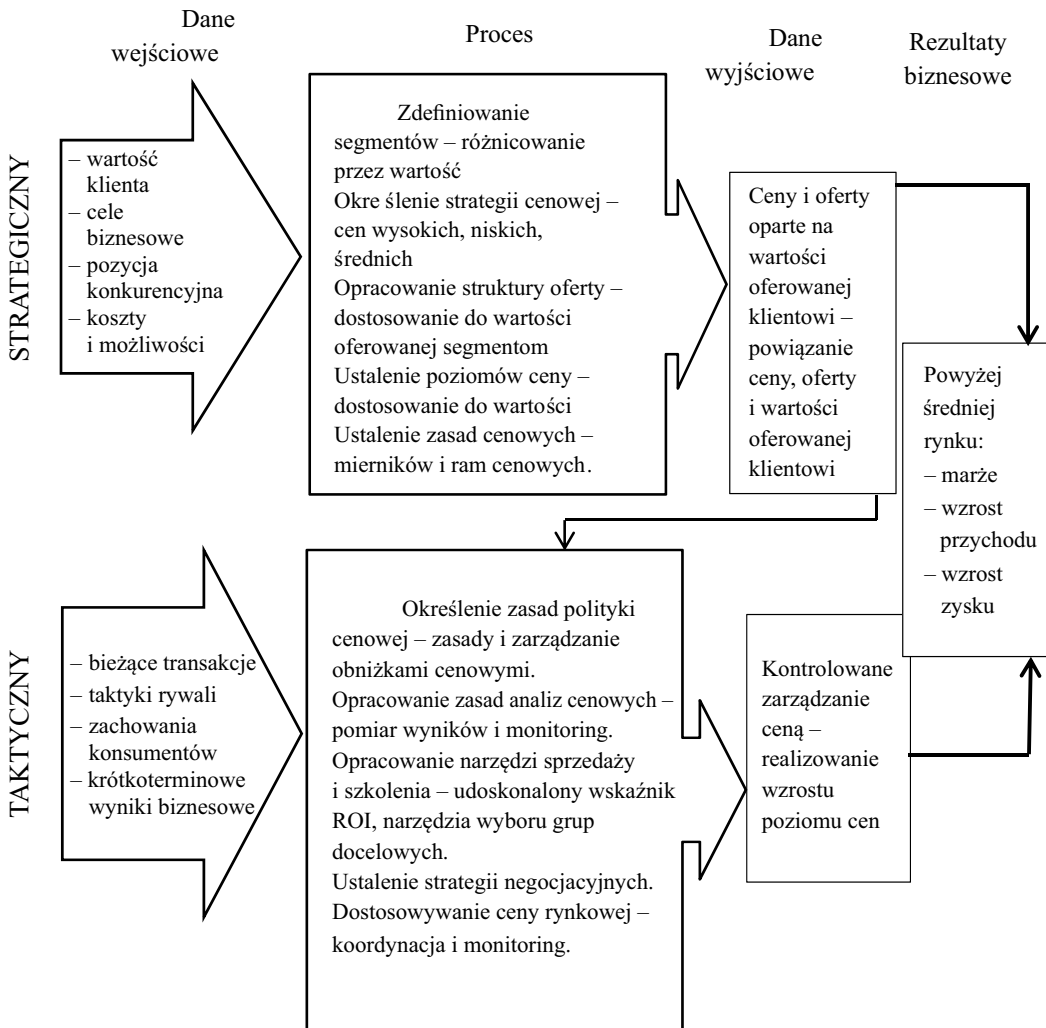 Dane
wejściowe
Proces
Dane
wyjściowe
Rezultaty
biznesowe
STRATEGICZNY
– wartość
klienta
– cele
biznesowe
– pozycja
konkurencyjna
– koszty
i możliwości
Zdefiniowanie
segmentów – różnicowanie
przez wartość
Okre ślenie strategii cenowej –
cen wysokich, niskich,
średnich
Opracowanie struktury oferty –
dostosowanie do wartości
oferowanej segmentom
Ustalenie poziomów ceny –
dostosowanie do wartości
Ustalenie zasad cenowych –
mierników i ram cenowych.
Ceny i oferty
oparte na
wartości
oferowanej
klientowi –
powiązanie
ceny, oferty
i wartości
oferowanej
klientowi
Powyżej
średniej
rynku:
– marże
– wzrost
przychodu
– wzrost
zysku
TAKTYCZNY
– bieżące transakcje
– taktyki rywali
– zachowania
konsumentów
– krótkoterminowe
wyniki biznesowe
Określenie zasad polityki
cenowej – zasady i zarządzanie
obniżkami cenowymi.
Opracowanie zasad analiz cenowych –
pomiar wyników i monitoring.
Opracowanie narzędzi sprzedaży
i szkolenia – udoskonalony wskaźnik
ROI, narzędzia wyboru grup
docelowych.
Ustalenie strategii negocjacyjnych.
Dostosowywanie ceny rynkowej –
koordynacja i monitoring.
Kontrolowane
zarządzanie
ceną –
realizowanie
wzrostu
poziomu cen